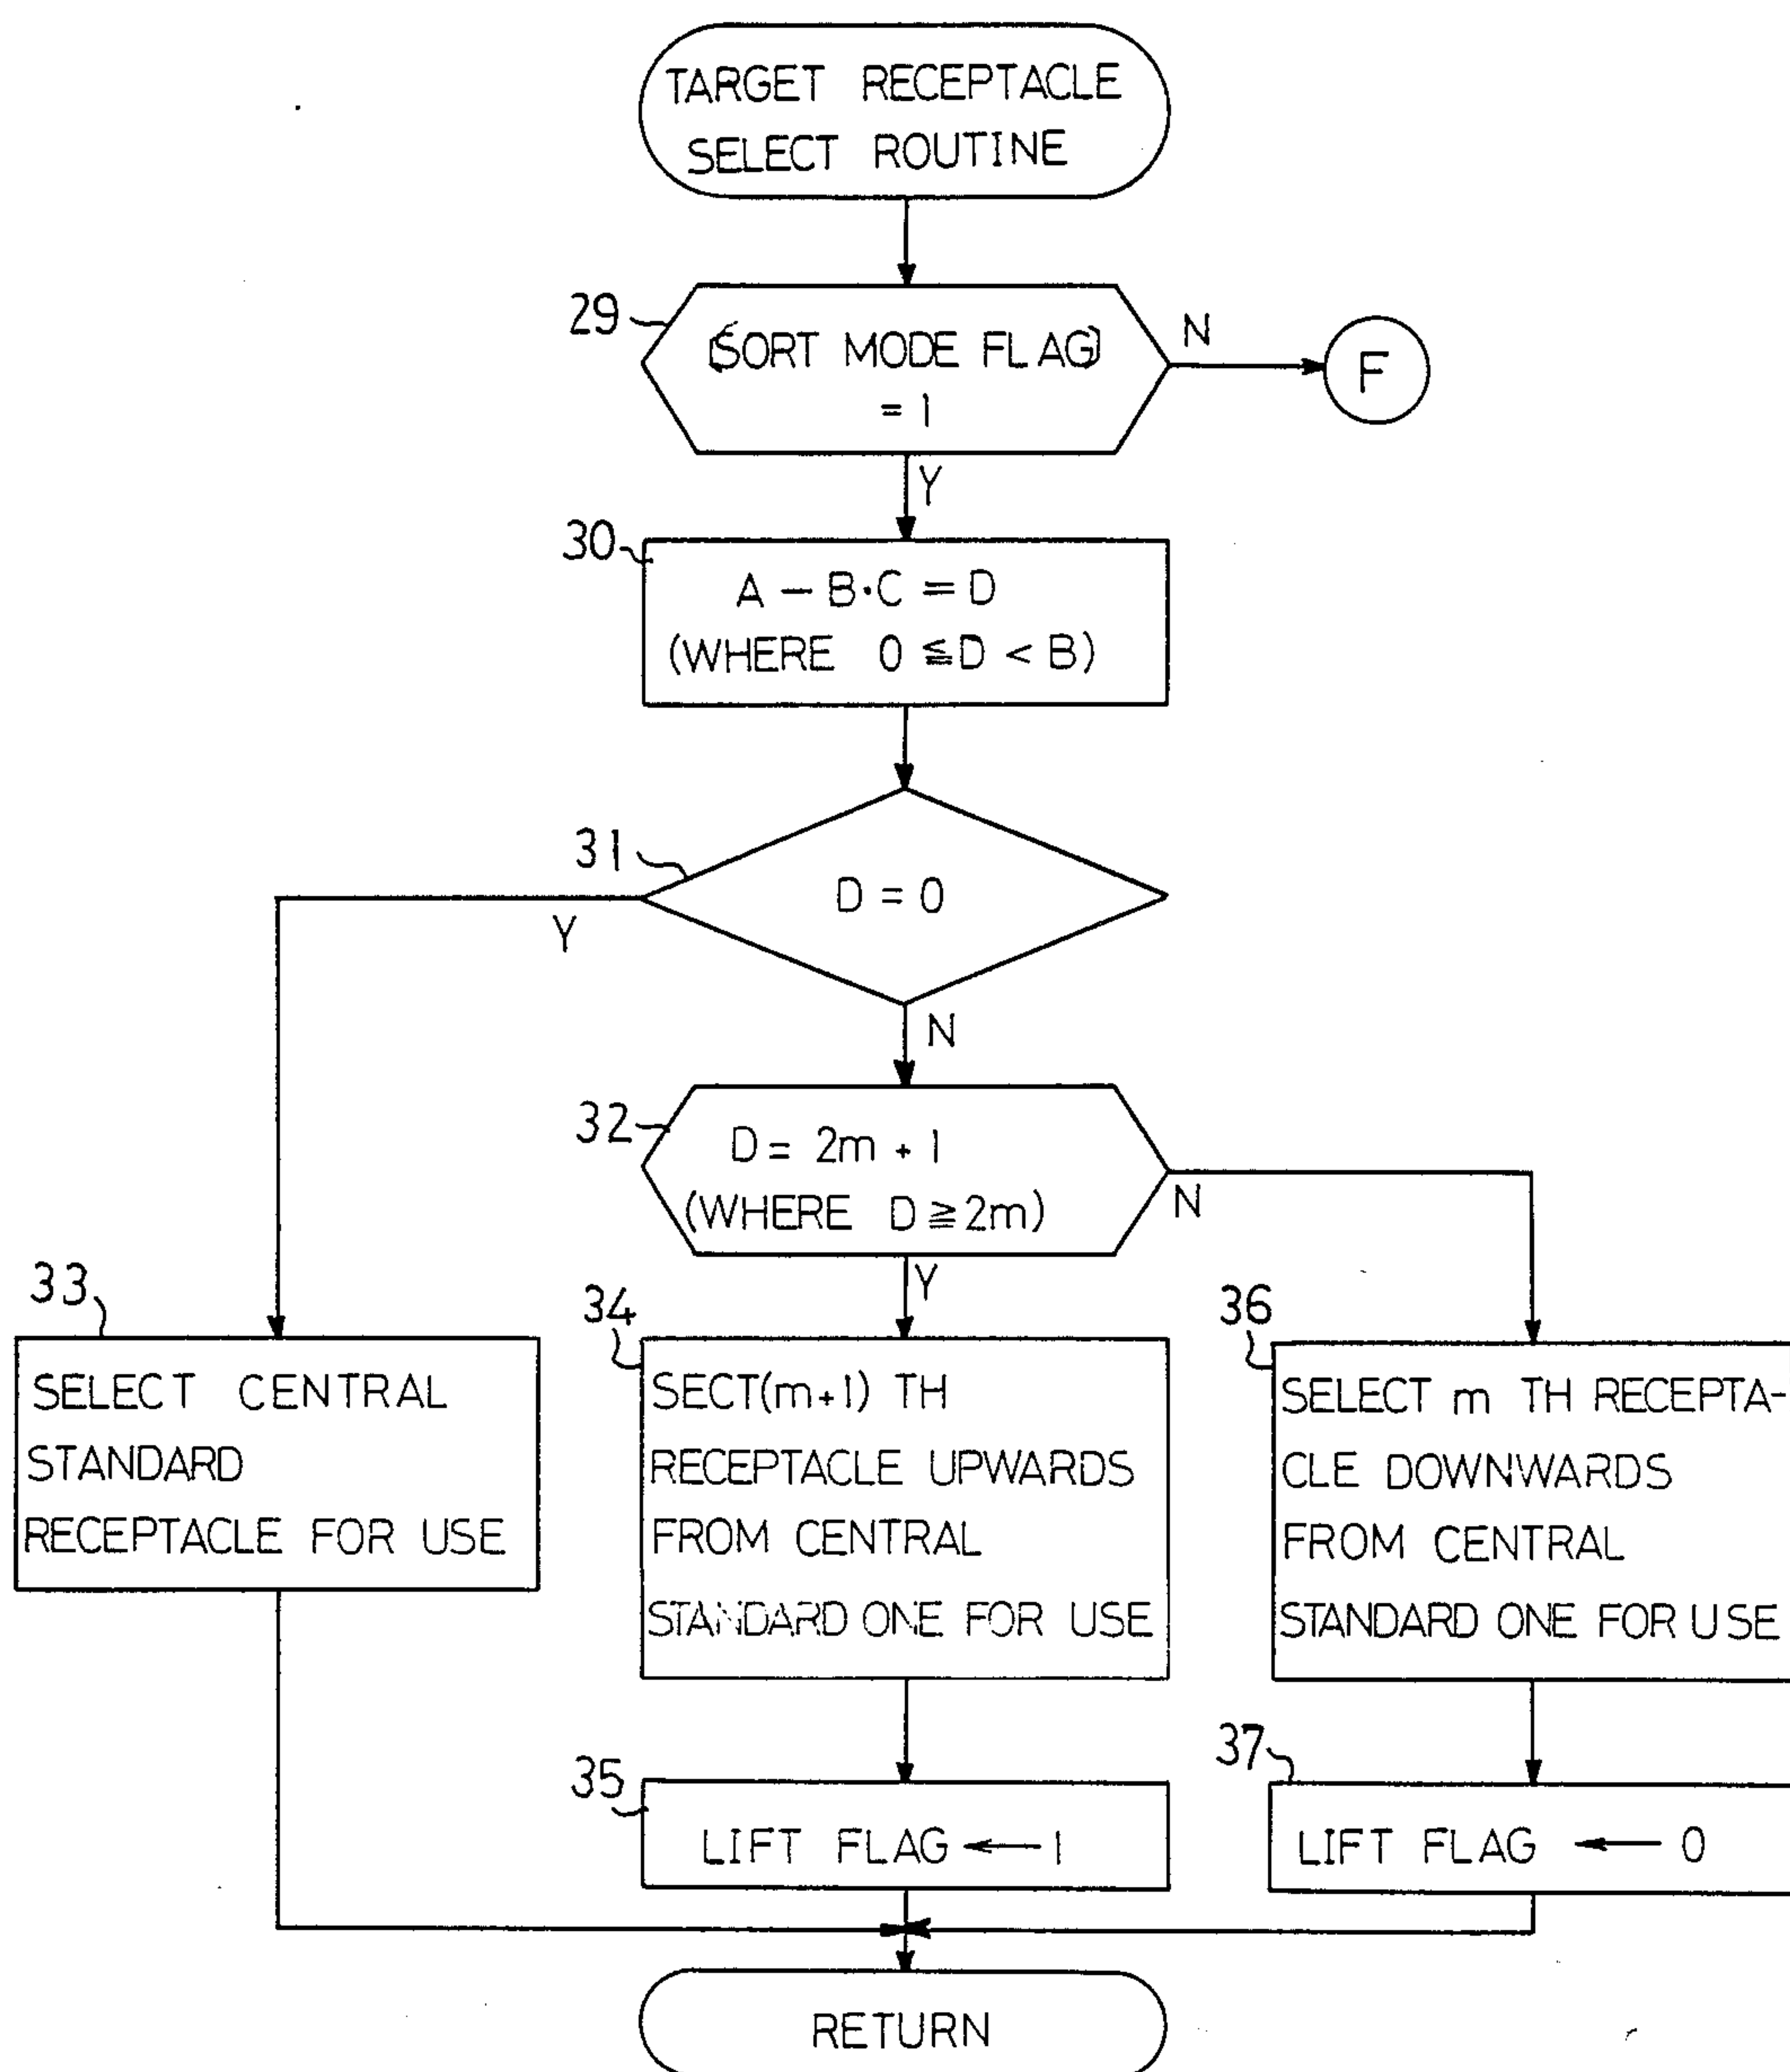 TARGET RECEPTACLE
SELECT ROUTINE
29
[SORT MODE FLAG]
= 1
N
F
Y
30
A - B·C = D
(WHERE 0 ≦ D < B)
31
D = 0
Y
N
32
D = 2m + 1
(WHERE D ≧ 2m)
N
Y
33
SELECT CENTRAL
STANDARD
RECEPTACLE FOR USE
34
SECT(m+1) TH
RECEPTACLE UPWARDS
FROM CENTRAL
STANDARD ONE FOR USE
36
SELECT m TH RECEPTA-
CLE DOWNWARDS
FROM CENTRAL
STANDARD ONE FOR USE
35
LIFT FLAG ← 1
37
LIFT FLAG ← 0
RETURN